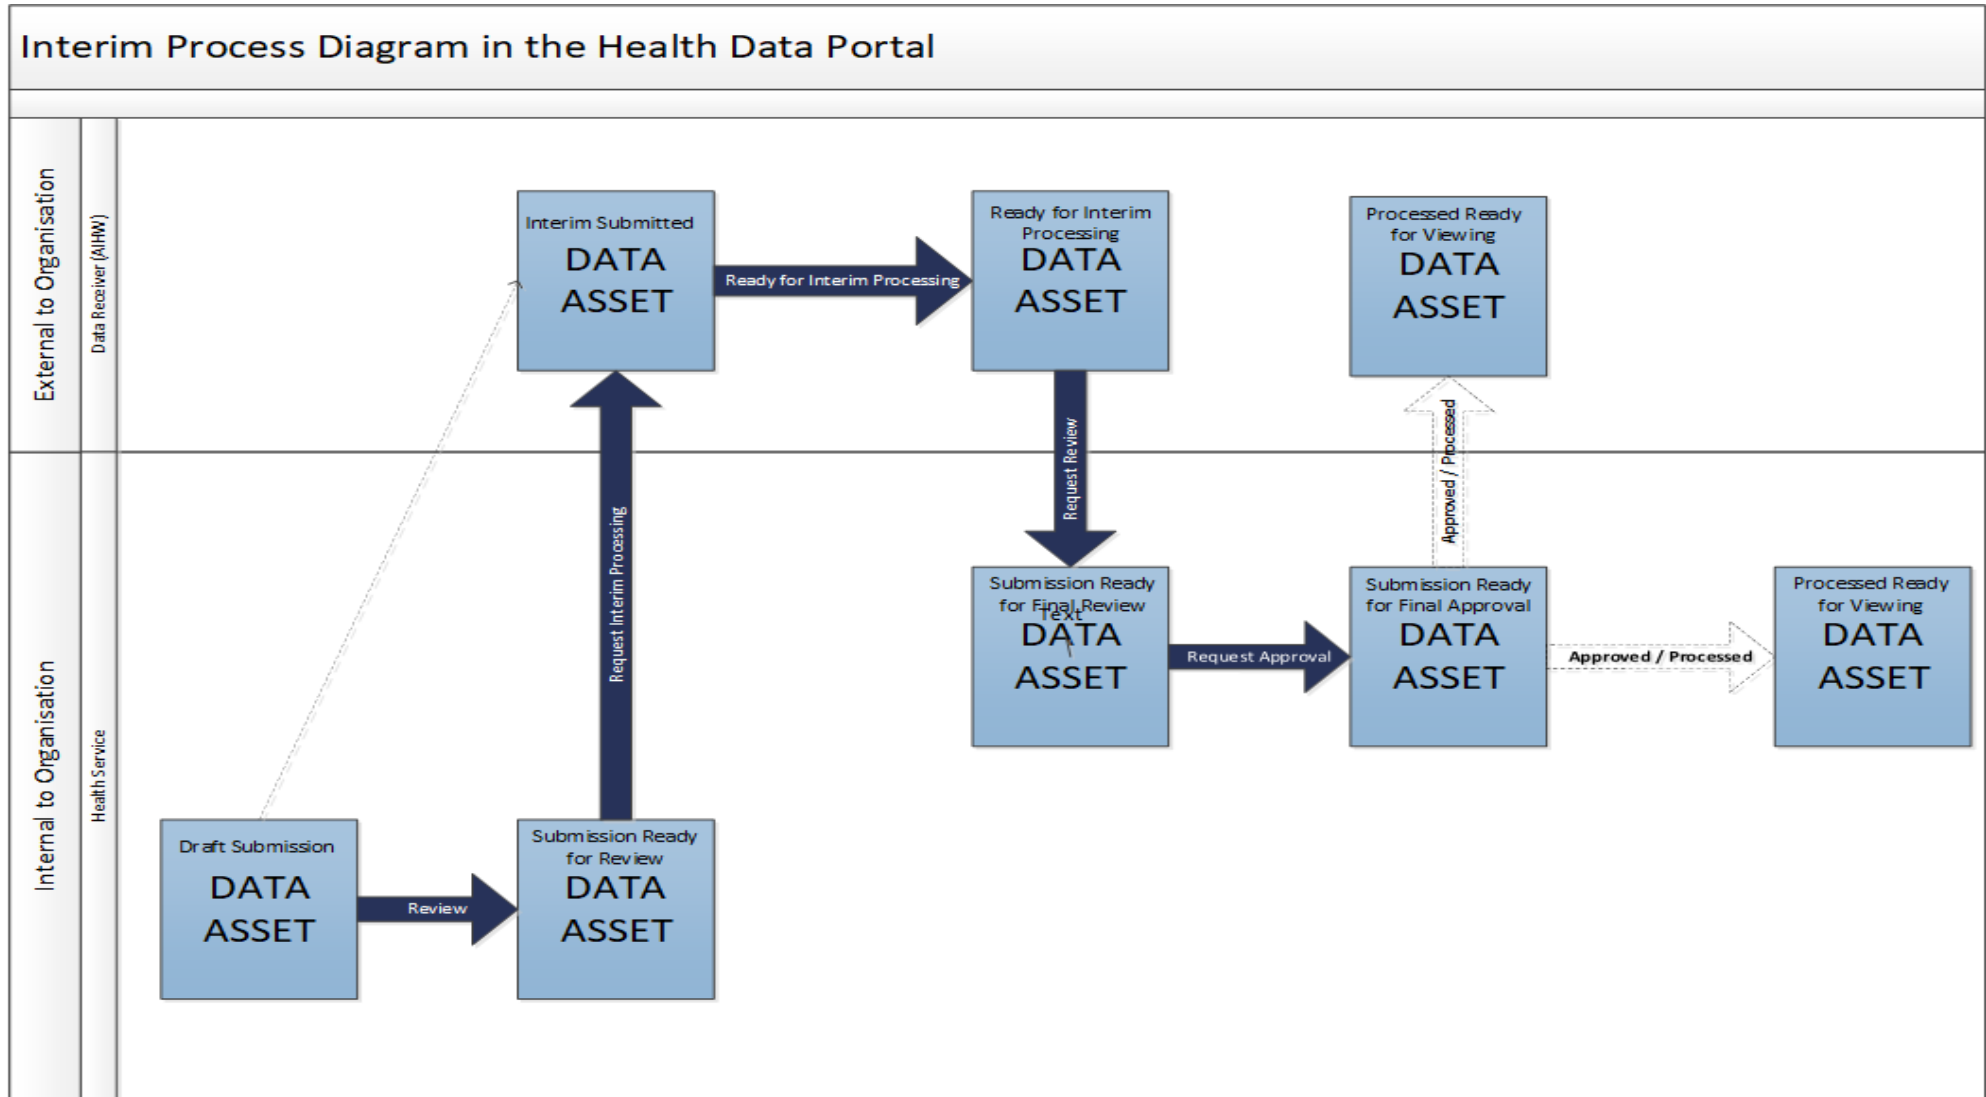 Interim Process Diagram in the Health Data Portal
External to Organisation
Data Receiver (AIHW)
Interim Submitted
DATA
ASSET
Ready for Interim Processing
Ready for Interim
Processing
DATA
ASSET
Processed Ready
for Viewing
DATA
ASSET
Request Interim Processing
Request Review
Approved / Processed
Internal to Organisation
Health Service
Submission Ready
for Final Review
Text
DATA
ASSET
Request Approval
Submission Ready
for Final Approval
DATA
ASSET
Approved / Processed
Processed Ready
for Viewing
DATA
ASSET
Draft Submission
DATA
ASSET
Review
Submission Ready
for Review
DATA
ASSET